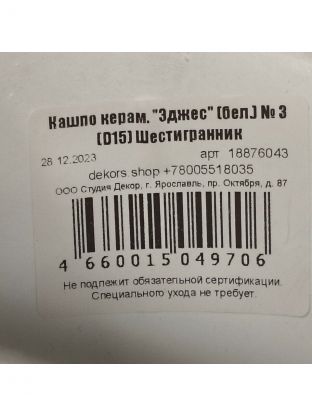 Кашпо керам. "Эджес" (бел.) № 3
(D15) Шестигранник
28.12.2023 арт 18876043
dekors.shop +78005518035
ООО Студия Декор, г. Ярославль, пр. Октября, д. 87
4 660015 049706
Не подлежит обязательной сертификации.
Специального ухода не требует.